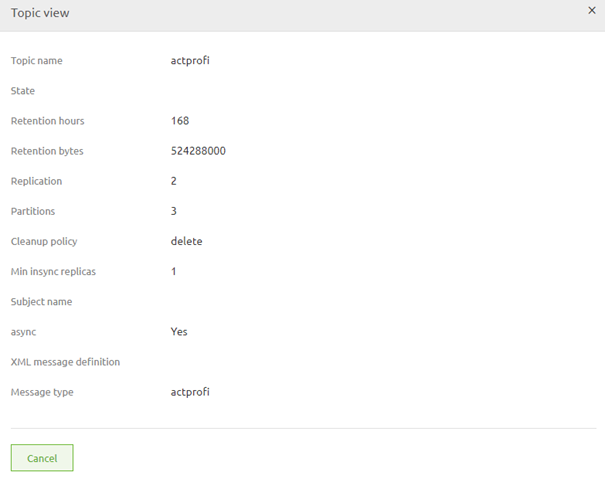 Topic view
Topic name actprofi
State
Retention hours 168
Retention bytes 524288000
Replication 2
Partitions 3
Cleanup policy delete
Min insync replicas 1
Subject name
async Yes
XML message definition
Message type actprofi
Cancel